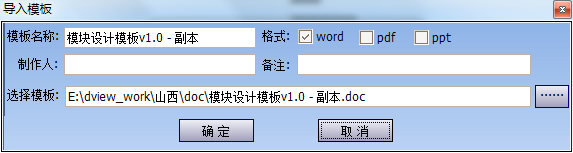 导入模板
模板名称: 模块设计模板v1.0 - 副本 格式: word pdf ppt
制作人: 备注:
选择模板: E:\dview_work\山西\doc\模块设计模板v1.0 - 副本.doc ......
确 定 取 消